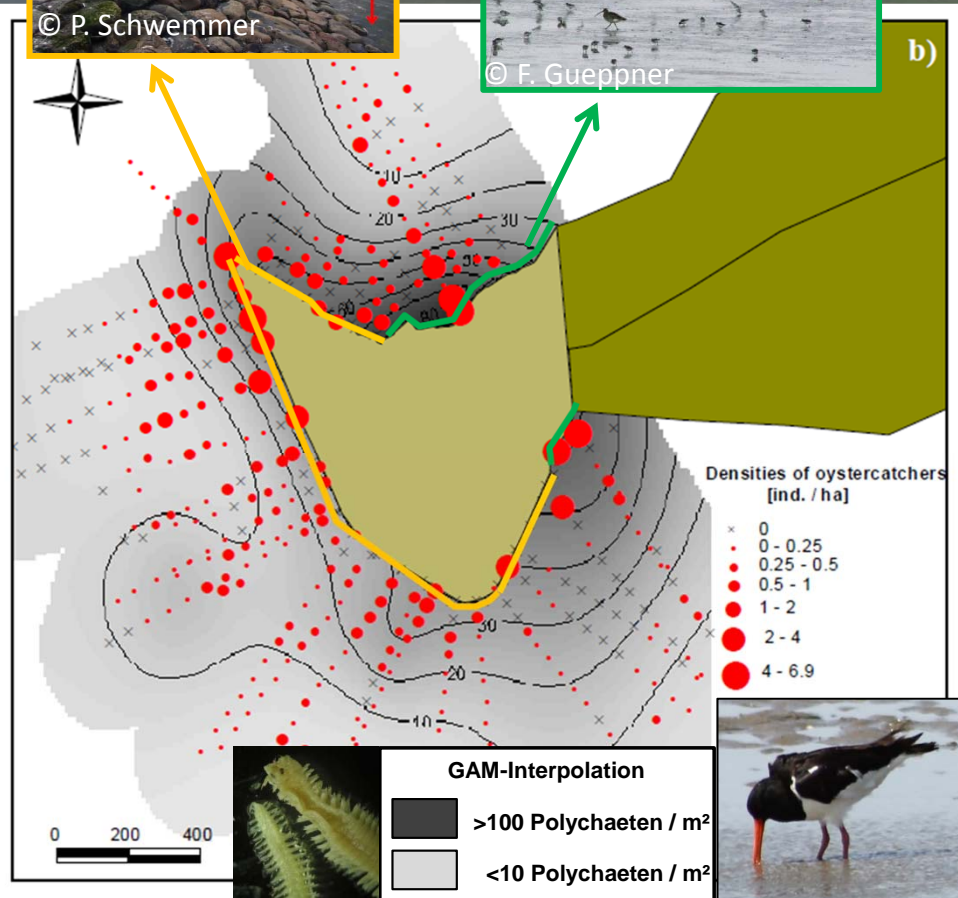 © P. Schwemmer
© F. Gueppner
b)
10
20
30
50
60
80
Densities of oystercatchers
[ind. / ha]
0
0 - 0.25
0.25 - 0.5
0.5 - 1
1 - 2
2 - 4
4 - 6.9
30
20
10
GAM-Interpolation
>100 Polychaeten / m²
<10 Polychaeten / m²
0 200 400